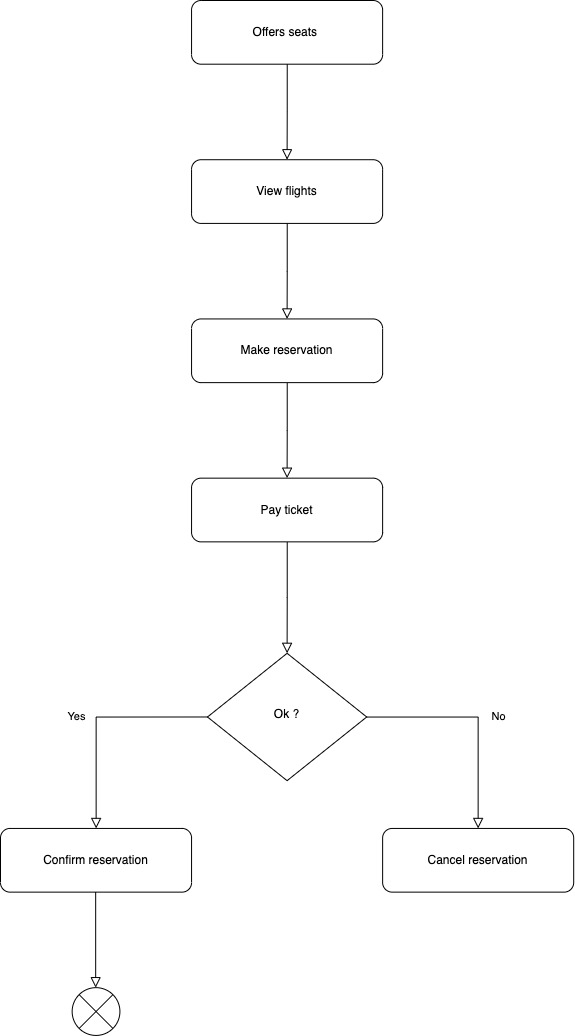 Offers seats
View flights
Make reservation
Pay ticket
Ok ?
Yes
No
Confirm reservation
Cancel reservation